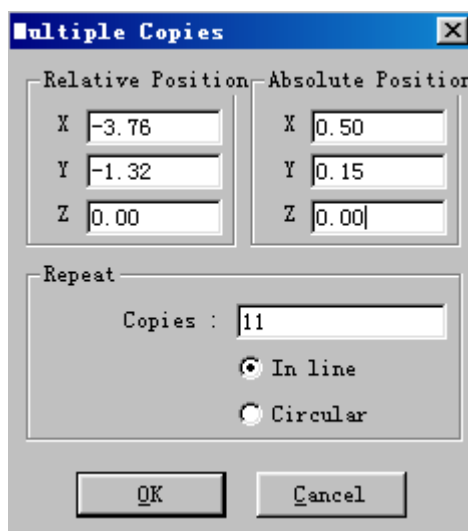 Multiple Copies
Relative Position Absolute Position
X -3.76 X 0.50
Y -1.32 Y 0.15
Z 0.00 Z 0.00
Repeat
Copies : 11
In line
Circular
OK Cancel